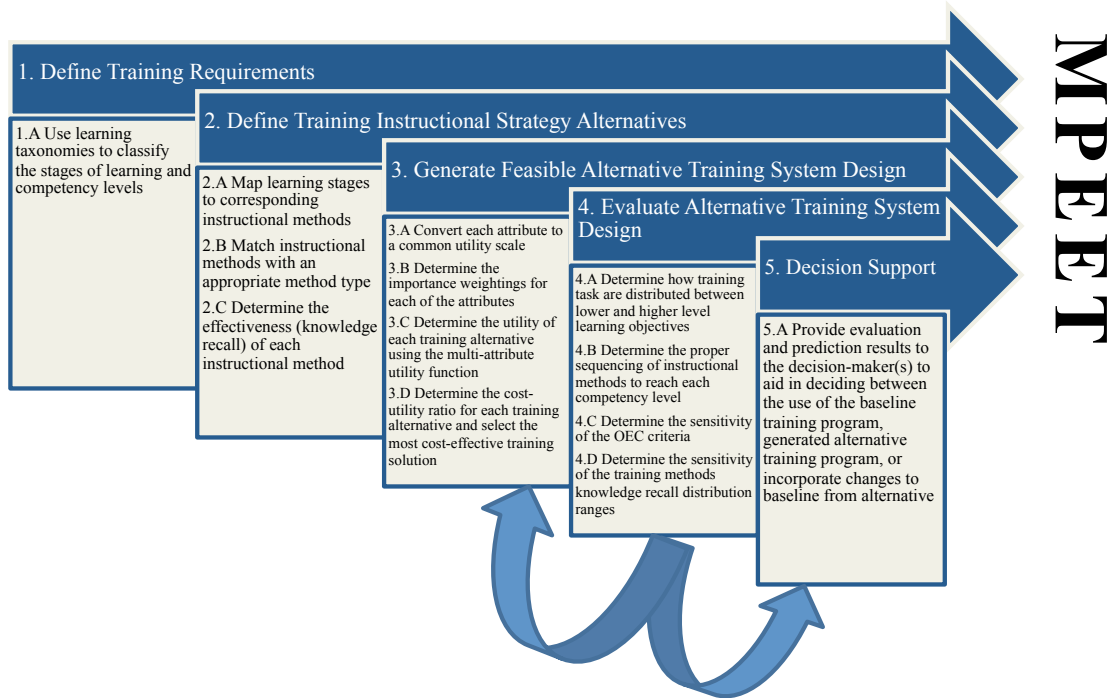 1. Define Training Requirements
1.A Use learning
taxonomies to classify
the stages of learning and
competency levels
2. Define Training Instructional Strategy Alternatives
2.A Map learning stages
to corresponding
instructional methods
2.B Match instructional
methods with an
appropriate method type
2.C Determine the
effectiveness (knowledge
recall) of each
instructional method
3. Generate Feasible Alternative Training System Design
3.A Convert each attribute to
a common utility scale
3.B Determine the
importance weightings for
each of the attributes
3.C Determine the utility of
each training alternative
using the multi-attribute
utility function
3.D Determine the cost-
utility ratio for each training
alternative and select the
most cost-effective training
solution
4. Evaluate Alternative Training System
Design
4.A Determine how training
task are distributed between
lower and higher level
learning objectives
4.B Determine the proper
sequencing of instructional
methods to reach each
competency level
4.C Determine the sensitivity
of the OEC criteria
4.D Determine the sensitivity
of the training methods
knowledge recall distribution
ranges
5. Decision Support
5.A Provide evaluation
and prediction results to
the decision-maker(s) to
aid in deciding between
the use of the baseline
training program,
generated alternative
training program, or
incorporate changes to
baseline from alternative
MPEET